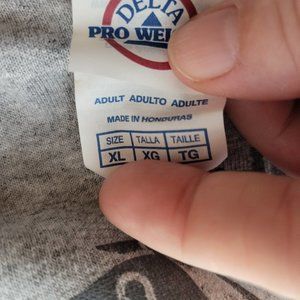 DELTA
PRO WEI
ADULT ADULTO ADULTE
MADE IN HONDURAS
SIZE TALLA TAILLE
XL XG TG